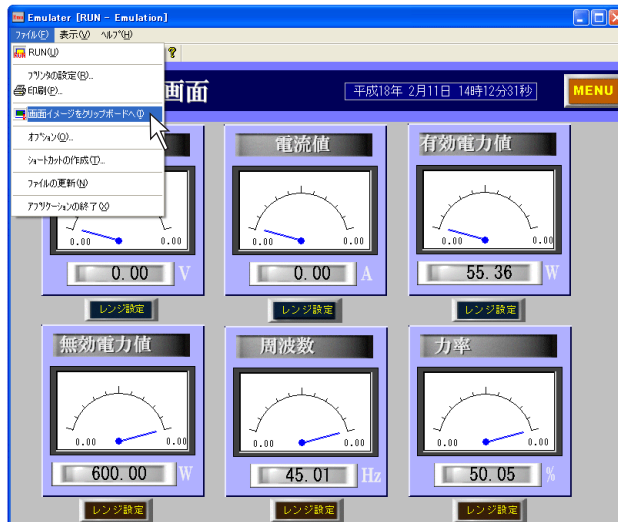 Emulater [RUN - Emulation]
ﾌｧｲﾙ(F) 表示(V) ﾍﾙﾌﾟ(H)
RUN(U)
ﾌﾟﾘﾝﾀの設定(R)..
印刷(P)..
画面イメージをクリップボードへ(I)
ｵﾌﾟｼｮﾝ(O)...
ｼｮｰﾄｶｯﾄの作成(T)...
ﾌｧｲﾙの更新(N)
ｱﾌﾟﾘｹｰｼｮﾝの終了(X)
?
画面
平成18年 2月11日 14時12分31秒
MENU
電流値
有効電力値
0.00 0.00
0.00 0.00
0.00 0.00
0.00 V
0.00 A
55.36 W
レンジ設定
レンジ設定
レンジ設定
無効電力値
周波数
力率
0.00 0.00
0.00 0.00
0.00 0.00
600.00 W
45.01 Hz
50.05 %
レンジ設定
レンジ設定
レンジ設定